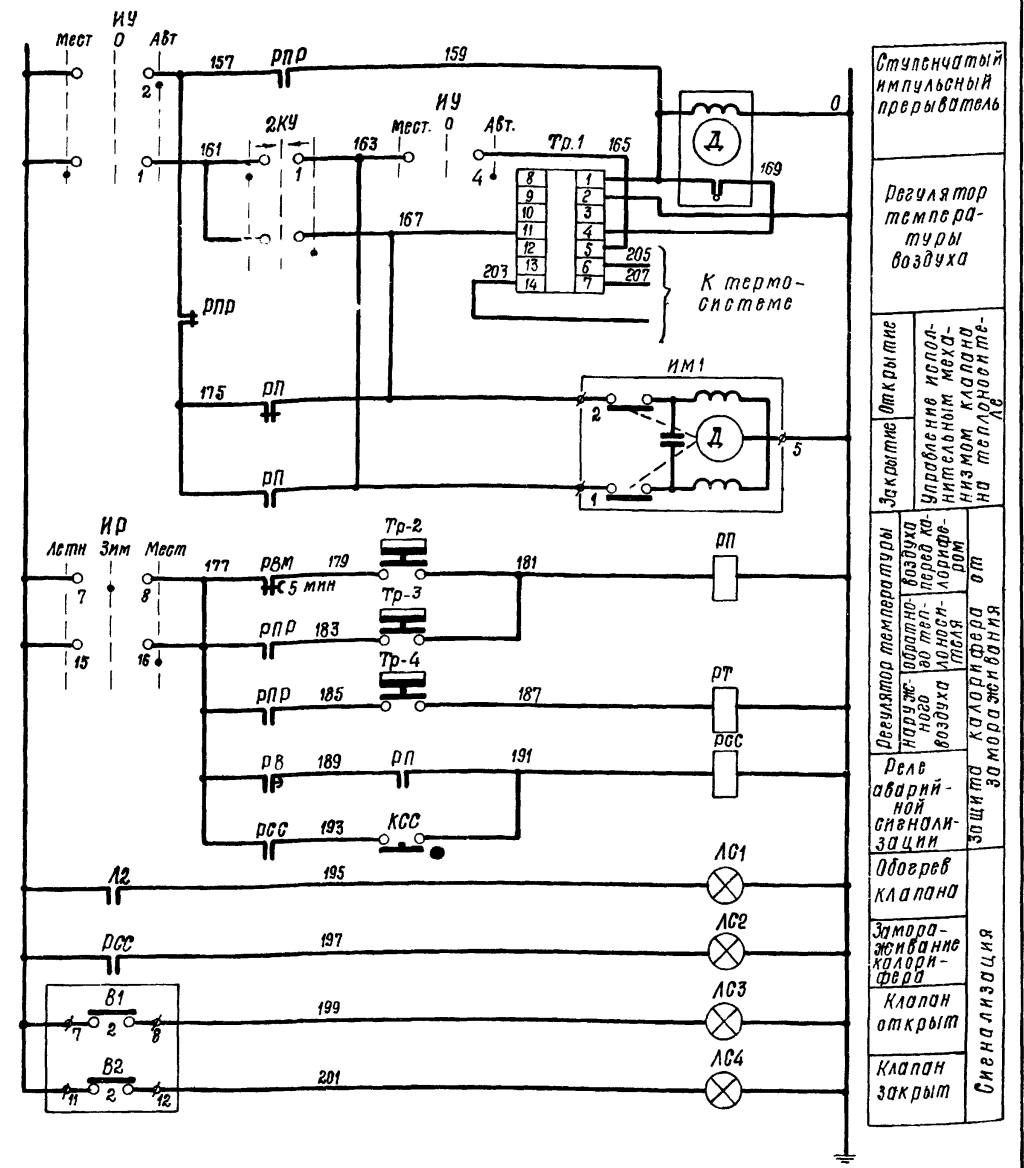 ИУ
Мест 0 Авт
157 РПР 159
2
0
2КУ
ИУ
Мест. 0 Авт.
161 163 Тр.1 165
1 1 4
169
Д
8 1
9 2
10 3
11 4
12 5
13 6
14 7
167
205
207
203
К термо-
системе
РПР
ИМ1
175 РП
2
Д
5
РП
1
ИР
Летн Зим Мест
Тр-2
РП
177 РВМ 179 181
7 8 5 мин
Тр-3
РПР 183
15 16
Тр-4
РПР 185 187 РТ
РСС
РВ 189 РП 191
РСС 193 КСС
Л2 195 ЛС1
РСС 197 ЛС2
В1 199 ЛС3
7 2 8
В2 201 ЛС4
11 2 12
Ступенчатый
импульсный
прерыватель
Регулятор
темпера-
туры
воздуха
Открытие
Закрытие
Управление испол-
нительным меха-
низмом клапана
на теплоносите-
ле
Регулятор температуры
воздуха
перед ка-
лорифе-
ром
обратно-
го теп-
лоноси-
теля
наруж-
ного
воздуха
Реле
аварий-
ной
сигнали-
зации
Защита калорифера от
замораживания
Обогрев
клапана
Замора-
живание
калори-
фера
Клапан
открыт
Клапан
закрыт
Сигнализация